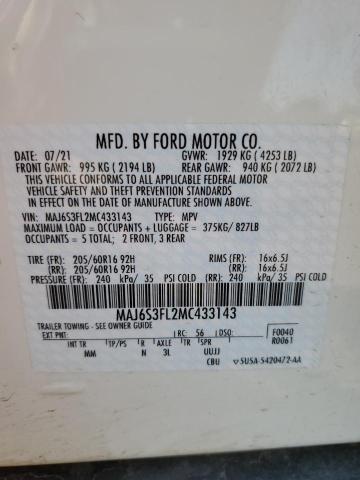 MFD. BY FORD MOTOR CO.
DATE: 07/21 GVWR: 1929 KG ( 4253 LB)
FRONT GAWR: 995 KG ( 2194 LB) REAR GAWR: 940 KG ( 2072 LB)
THIS VEHICLE CONFORMS TO ALL APPLICABLE FEDERAL MOTOR
VEHICLE SAFETY AND THEFT PREVENTION STANDARDS
IN EFFECT ON THE DATE OF MANUFACTURE SHOWN ABOVE.
VIN: MAJ6S3FL2MC433143 TYPE: MPV
MAXIMUM LOAD = OCCUPANTS + LUGGAGE = 375KG/ 827LB
OCCUPANTS = 5 TOTAL: 2 FRONT, 3 REAR
TIRE (FR): 205/60R16 92H RIMS (FR): 16x6.5J
(RR): 205/60R16 92H (RR): 16x6.5J
PRESSURE (FR): 240 kPa/ 35 PSI COLD (RR): 240 kPa/ 35 PSI COLD
MAJ6S3FL2MC433143
TRAILER TOWING - SEE OWNER GUIDE
EXT PNT: RC: 56 DSO: F0040
R0061
INT TR TP/PS R AXLE TR SPR
MM N 3L UUJJ
CBU 5U5A-5420472-AA